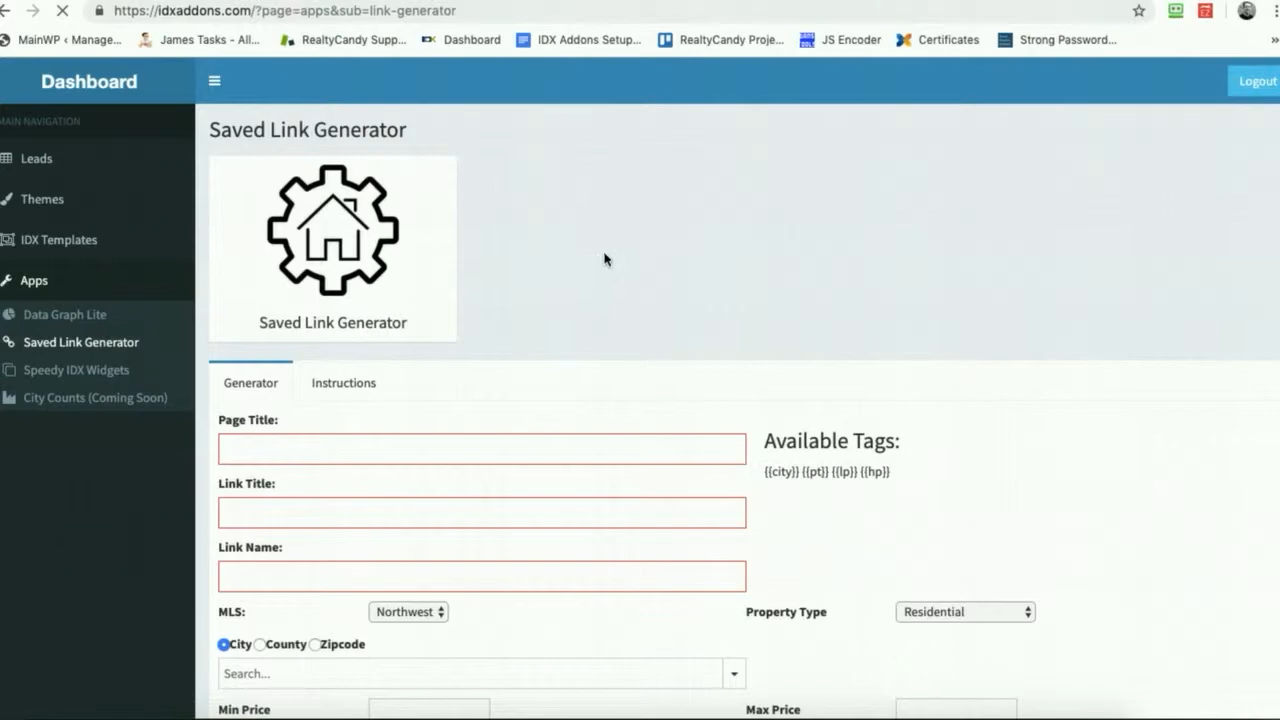 https://idxaddons.com/?page=apps&sub=link-generator
MainWP ‹ Manage... James Tasks - All... RealtyCandy Supp... Dashboard IDX Addons Setup... RealtyCandy Proje... JS Encoder Certificates Strong Password... »
Dashboard
Logout
MAIN NAVIGATION
Leads
Themes
IDX Templates
Apps
Data Graph Lite
Saved Link Generator
Speedy IDX Widgets
City Counts (Coming Soon)
Saved Link Generator
Saved Link Generator
Generator Instructions
Page Title:
Link Title:
Link Name:
Available Tags:
{{city}} {{pt}} {{lp}} {{hp}}
MLS: Northwest Property Type Residential
City County Zipcode
Search...
Min Price Max Price